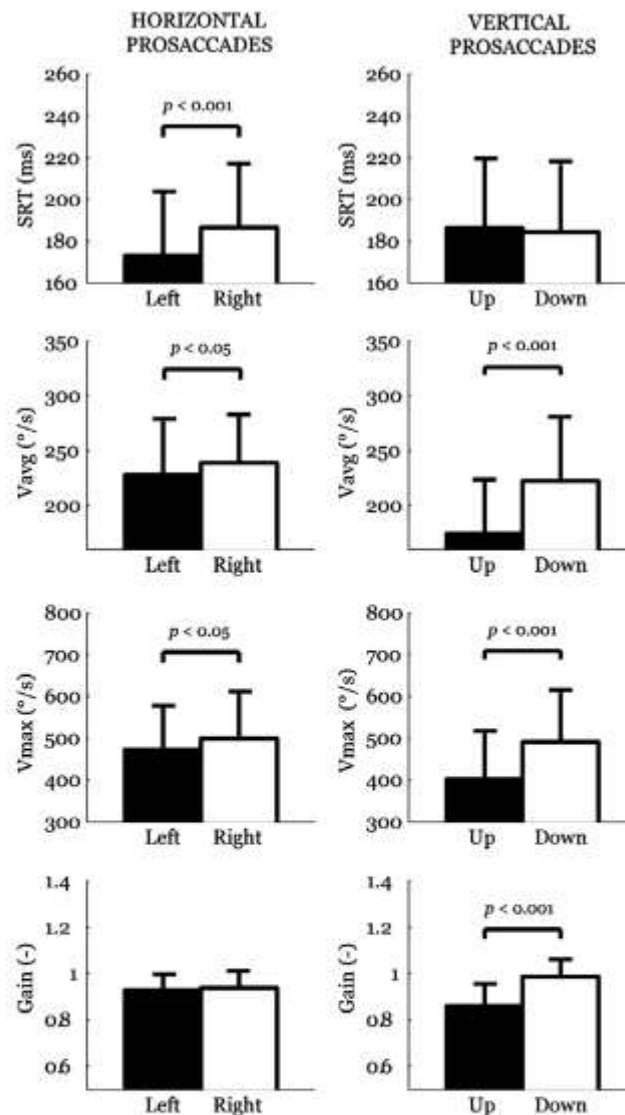 HORIZONTAL
PROSACCADES
VERTICAL
PROSACCADES
SRT (ms)
260
240
220
200
180
160
p < 0.001
Left Right
SRT (ms)
260
240
220
200
180
160
Up Down
Vavg (°/s)
350
300
250
200
p < 0.05
Left Right
Vavg (°/s)
350
300
250
200
p < 0.001
Up Down
Vmax (°/s)
800
700
600
500
400
300
p < 0.05
Left Right
Vmax (°/s)
800
700
600
500
400
300
p < 0.001
Up Down
Gain (-)
1.4
1.2
1
0.8
0.6
Left Right
Gain (-)
1.4
1.2
1
0.8
0.6
p < 0.001
Up Down